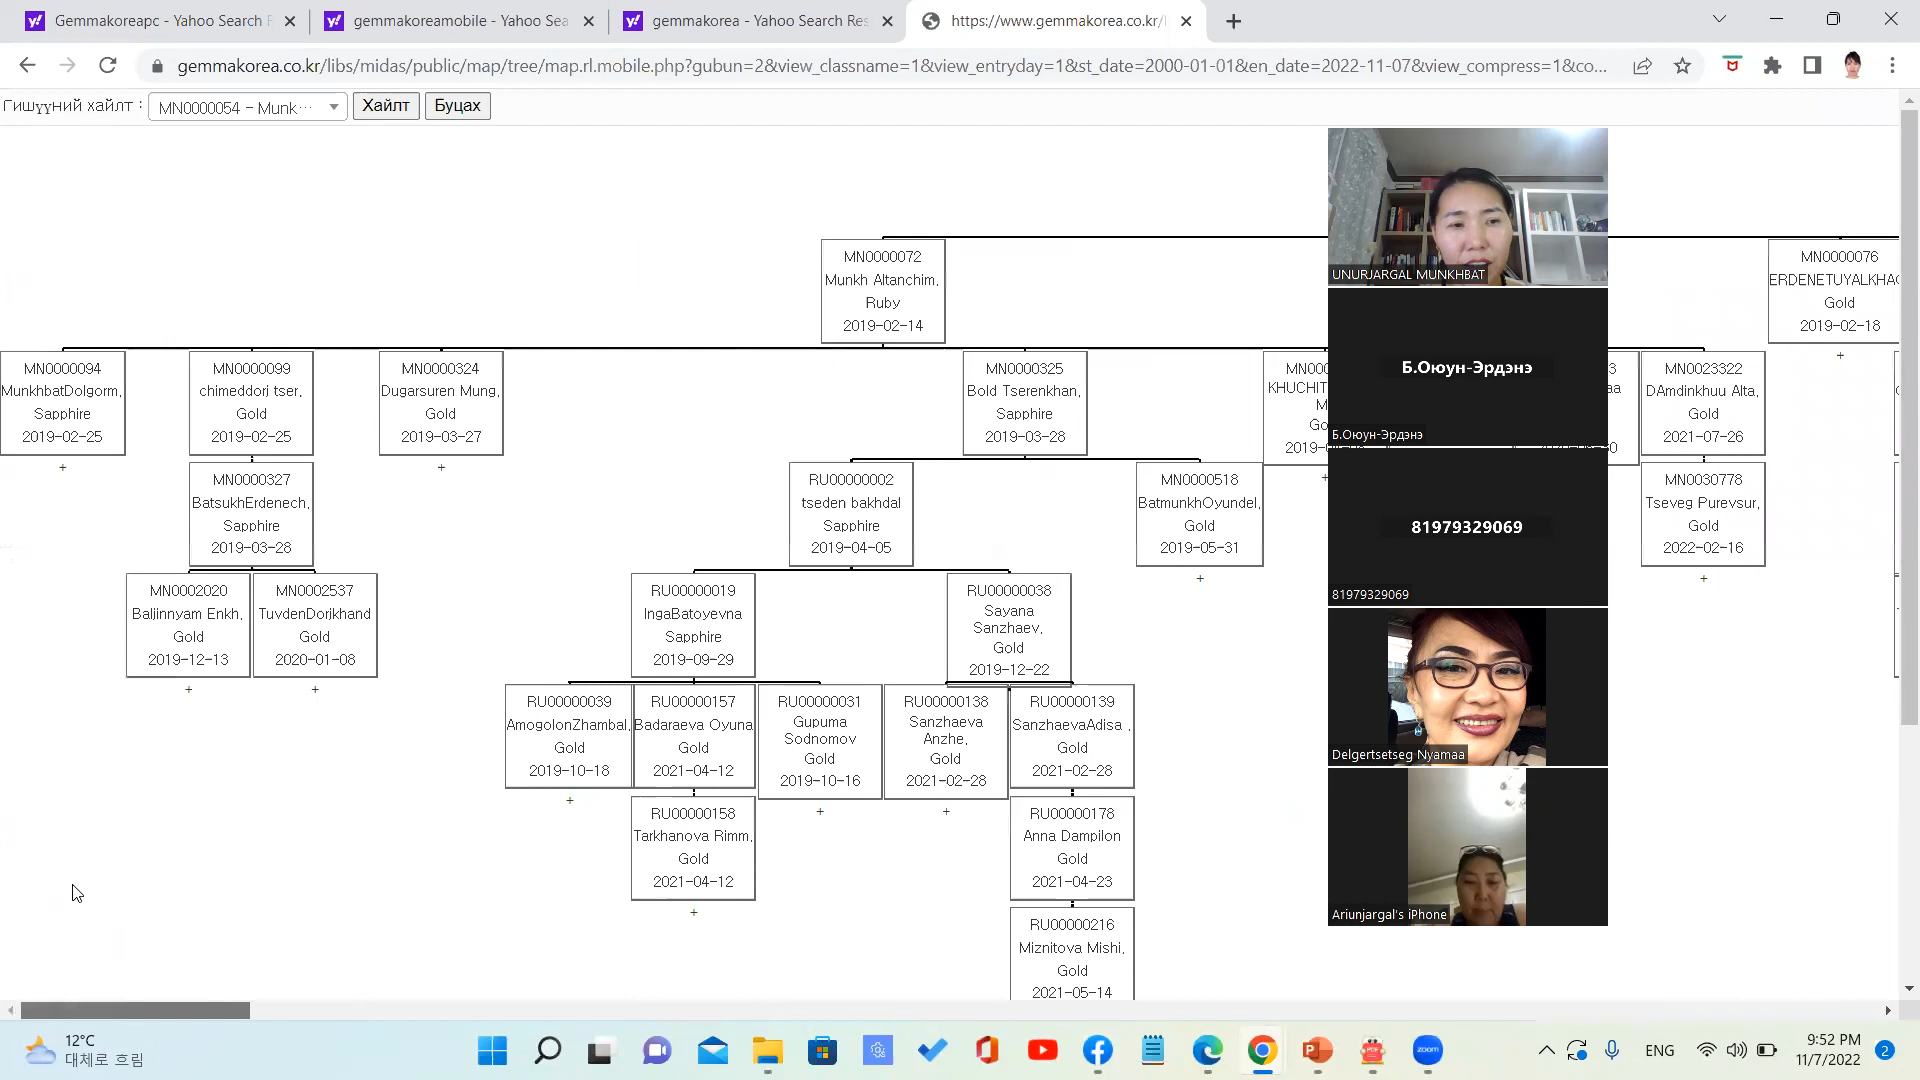 Gemmakoreapc - Yahoo Search R
gemmakoreamobile - Yahoo Sea
gemmakorea - Yahoo Search Res
https://www.gemmakorea.co.kr/l
gemmakorea.co.kr/libs/midas/public/map/tree/map.rl.mobile.php?gubun=2&view_classname=1&view_entryday=1&st_date=2000-01-01&en_date=2022-11-07&view_compress=1&co...
Гишүүний хайлт :
MN0000054 - Munk···
Хайлт
Буцах
MN0000072
Munkh Altanchim,
Ruby
2019-02-14
MN0000076
ERDENETUYALKHAG
Gold
2019-02-18
+
MN0000094
MunkhbatDolgorm,
Sapphire
2019-02-25
+
MN0000099
chimeddorj tser,
Gold
2019-02-25
MN0000324
Dugarsuren Mung,
Gold
2019-03-27
+
MN0000325
Bold Tserenkhan,
Sapphire
2019-03-28
MN00
KHUCHIT
M
Go
+
MN0023322
DAmdinkhuu Alta,
Gold
2021-07-26
MN0000327
BatsukhErdenech,
Sapphire
2019-03-28
RU00000002
tseden bakhdal
Sapphire
2019-04-05
MN0000518
BatmunkhOyundel,
Gold
2019-05-31
+
MN0030778
Tseveg Purevsur,
Gold
2022-02-16
+
MN0002020
Baljinnyam Enkh,
Gold
2019-12-13
+
MN0002537
TuvdenDorjkhand
Gold
2020-01-08
+
RU00000019
IngaBatoyevna
Sapphire
2019-09-29
RU00000038
Sayana
Sanzhaev,
Gold
2019-12-22
RU00000039
AmogolonZhambal,
Gold
2019-10-18
+
RU00000157
Badaraeva Oyuna
Gold
2021-04-12
RU00000031
Gupuma
Sodnomov
Gold
2019-10-16
+
RU00000138
Sanzhaeva
Anzhe,
Gold
2021-02-28
+
RU00000139
SanzhaevaAdisa ,
Gold
2021-02-28
RU00000158
Tarkhanova Rimm,
Gold
2021-04-12
+
RU00000178
Anna Dampilon
Gold
2021-04-23
RU00000216
Miznitova Mishi,
Gold
2021-05-14
UNURJARGAL MUNKHBAT
Б.Оюун-Эрдэнэ
Б.Оюун-Эрдэнэ
81979329069
81979329069
Delgertsetseg Nyamaa
Ariunjargal's iPhone
12°C
대체로 흐림
zoom
ENG
9:52 PM
11/7/2022
2